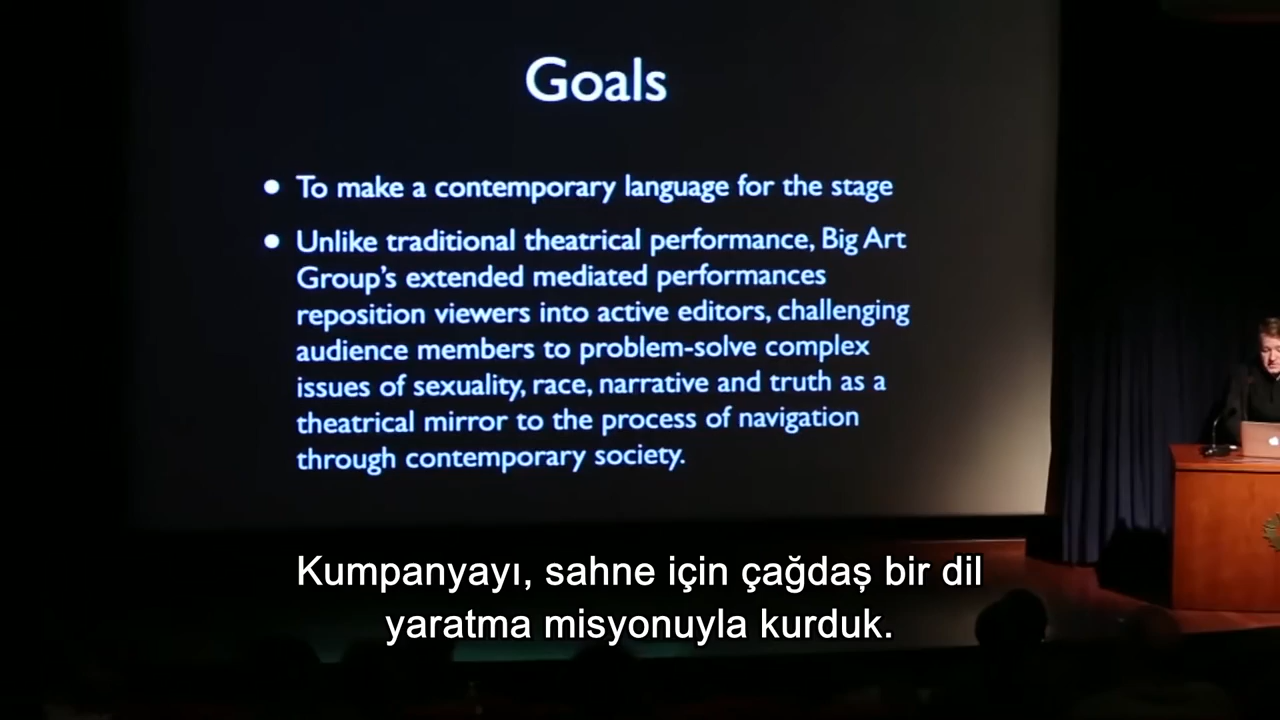 Goals
• To make a contemporary language for the stage
• Unlike traditional theatrical performance, Big Art
Group's extended mediated performances
reposition viewers into active editors, challenging
audience members to problem-solve complex
issues of sexuality, race, narrative and truth as a
theatrical mirror to the process of navigation
through contemporary society.
Kumpanyayı, sahne için çağdaş bir dil
yaratma misyonuyla kurduk.